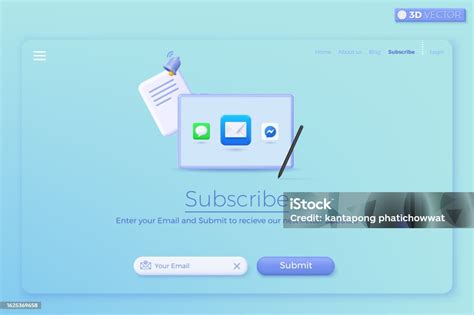 3D VECTOR
Home About us Blog Subscribe Login
Subscribe
iStock
Credit: kantapong phatichowwat
Enter your Email and Submit to recieve our
Your Email
Submit
1625369658